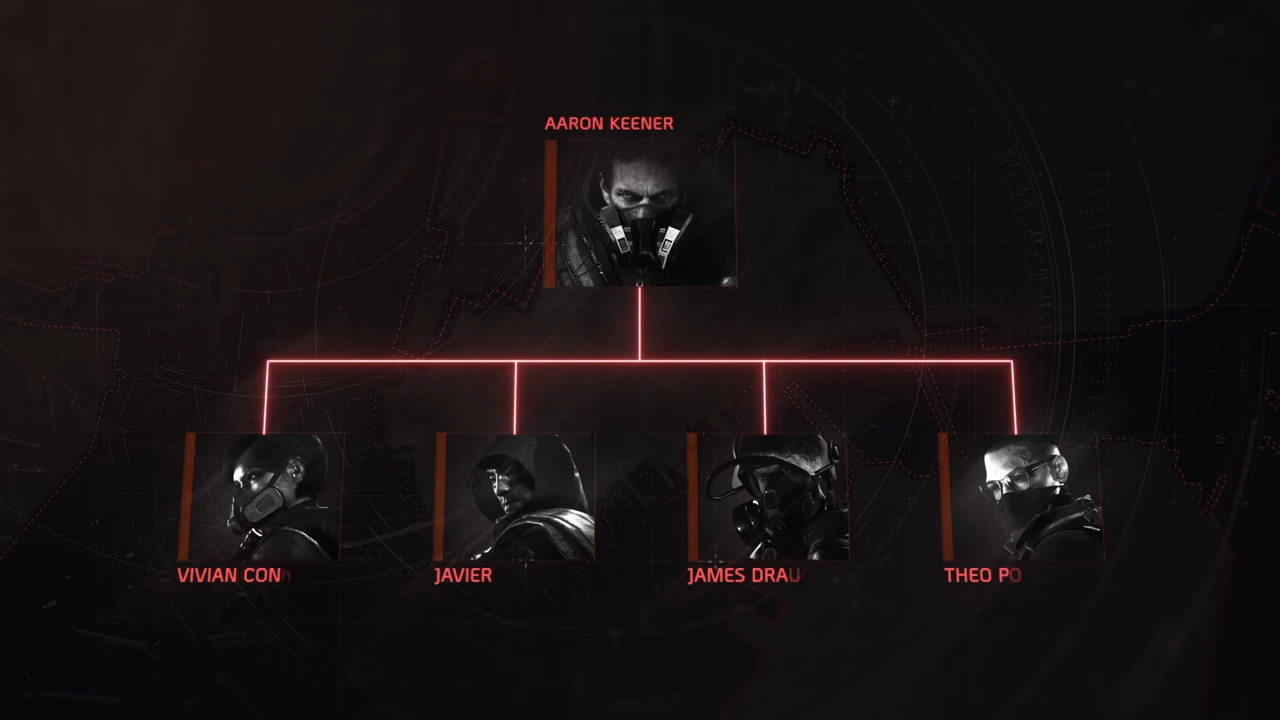 AARON KEENER
VIVIAN CON
JAVIER
JAMES DRAU
THEO PO